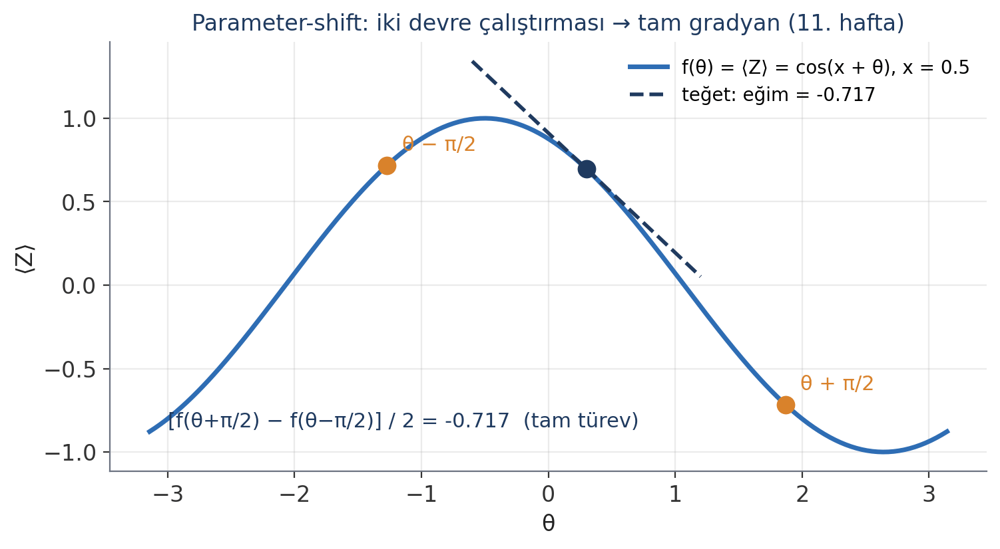 Parameter-shift: iki devre çalıştırması → tam gradyan (11. hafta)
f(θ) = ⟨Z⟩ = cos(x + θ), x = 0.5
teğet: eğim = -0.717
1.0
0.5
0.0
−0.5
−1.0
⟨Z⟩
θ − π/2
θ + π/2
[f(θ+π/2) − f(θ−π/2)] / 2 = -0.717  (tam türev)
−3
−2
−1
0
1
2
3
θ